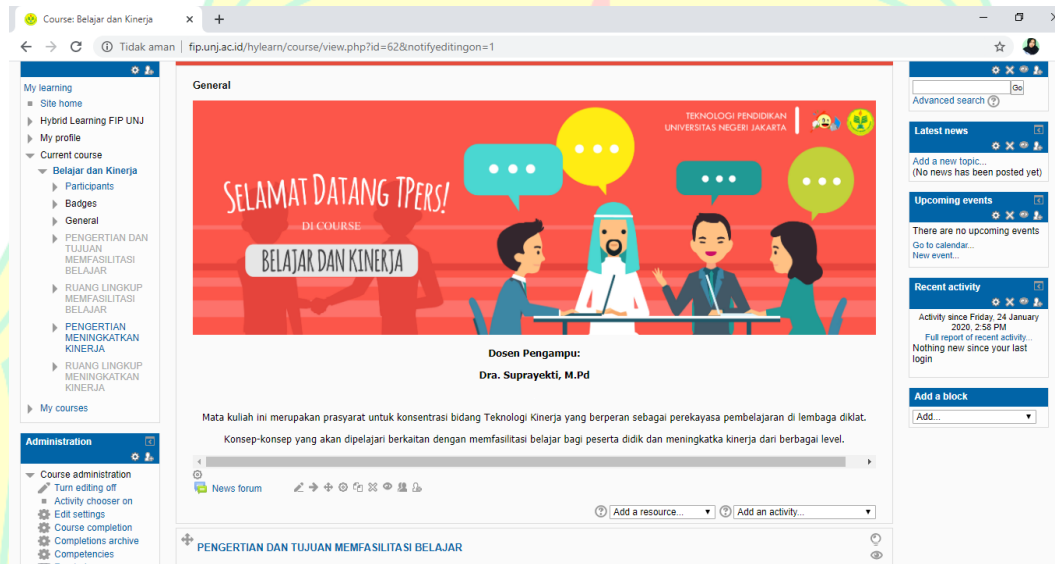 Course: Belajar dan Kinerja
Tidak aman | fip.unj.ac.id/hylearn/course/view.php?id=62&notifyeditingon=1
My learning
Site home
Hybrid Learning FIP UNJ
My profile
Current course
Belajar dan Kinerja
Participants
Badges
General
PENGERTIAN DAN
TUJUAN
MEMFASILITASI
BELAJAR
RUANG LINGKUP
MEMFASILITASI
BELAJAR
PENGERTIAN
MENINGKATKAN
KINERJA
RUANG LINGKUP
MENINGKATKAN
KINERJA
My courses
Administration
Course administration
Turn editing off
Activity chooser on
Edit settings
Course completion
Completions archive
Competencies
General
TEKNOLOGI PENDIDIKAN
UNIVERSITAS NEGERI JAKARTA
SELAMAT DATANG TPERS!
DI COURSE
BELAJAR DAN KINERJA
Dosen Pengampu:
Dra. Suprayekti, M.Pd
Mata kuliah ini merupakan prasyarat untuk konsentrasi bidang Teknologi Kinerja yang berperan sebagai perekayasa pembelajaran di lembaga diklat.
Konsep-konsep yang akan dipelajari berkaitan dengan memfasilitasi belajar bagi peserta didik dan meningkatka kinerja dari berbagai level.
News forum
Add a resource...
Add an activity...
PENGERTIAN DAN TUJUAN MEMFASILITASI BELAJAR
Go
Advanced search
Latest news
Add a new topic...
(No news has been posted yet)
Upcoming events
There are no upcoming events
Go to calendar...
New event...
Recent activity
Activity since Friday, 24 January
2020, 2:58 PM
Full report of recent activity...
Nothing new since your last
login
Add a block
Add...